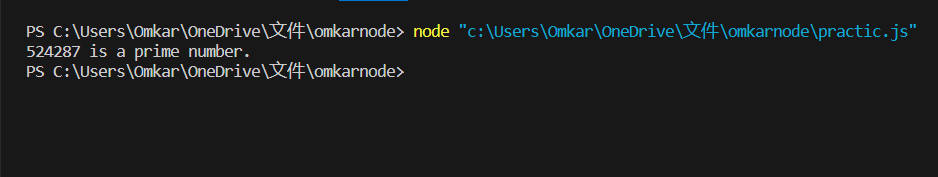 PS C:\Users\Omkar\OneDrive\文件\omkarnode> node "c:\Users\Omkar\OneDrive\文件\omkarnode\practic.js"
524287 is a prime number.
PS C:\Users\Omkar\OneDrive\文件\omkarnode>